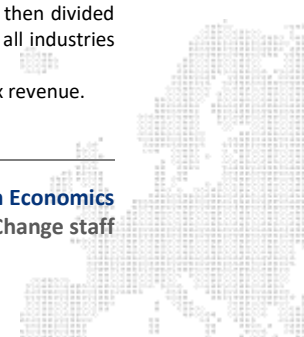 then divided
all industries
x revenue.
n Economics
Change staff